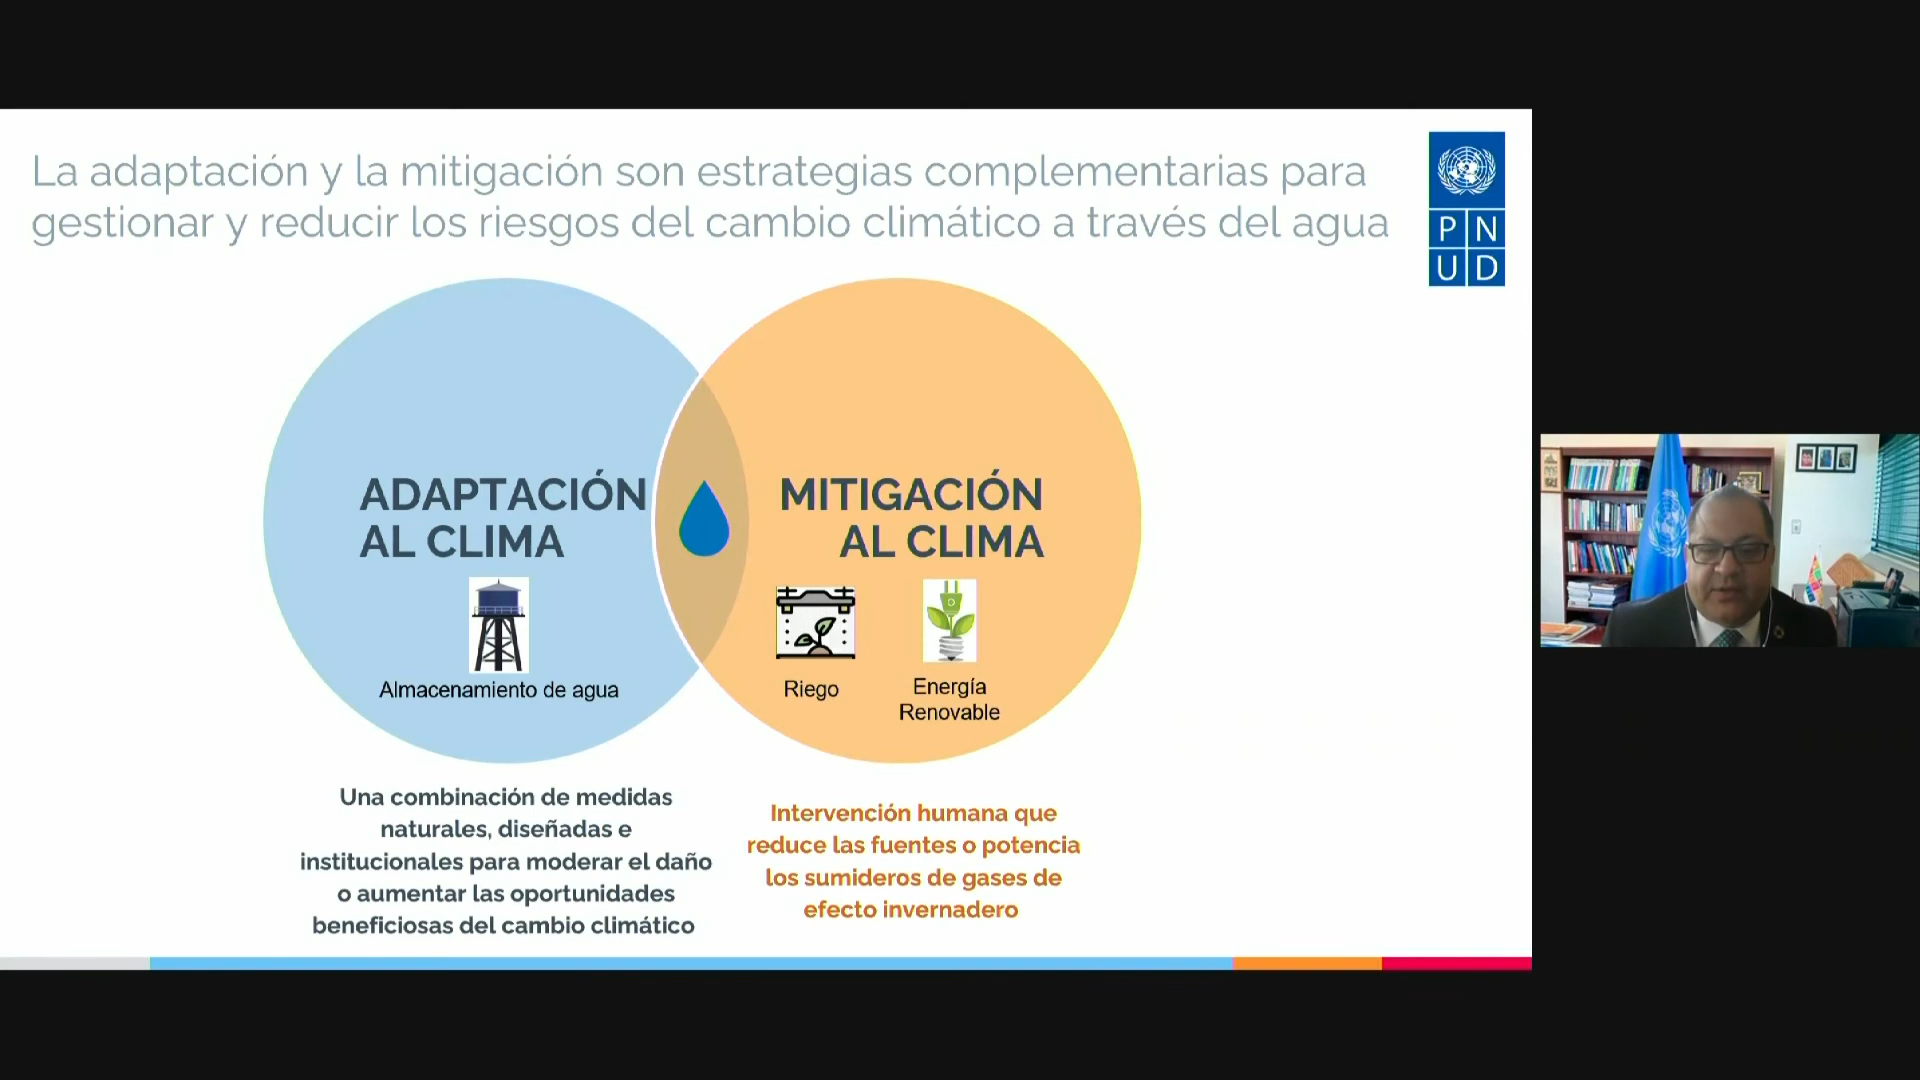 La adaptación y la mitigación son estrategias complementarias para
gestionar y reducir los riesgos del cambio climático a través del agua
P N
U D
ADAPTACIÓN
AL CLIMA
MITIGACIÓN
AL CLIMA
Almacenamiento de agua
Riego
Energía
Renovable
Una combinación de medidas
naturales, diseñadas e
institucionales para moderar el daño
o aumentar las oportunidades
beneficiosas del cambio climático
Intervención humana que
reduce las fuentes o potencia
los sumideros de gases de
efecto invernadero